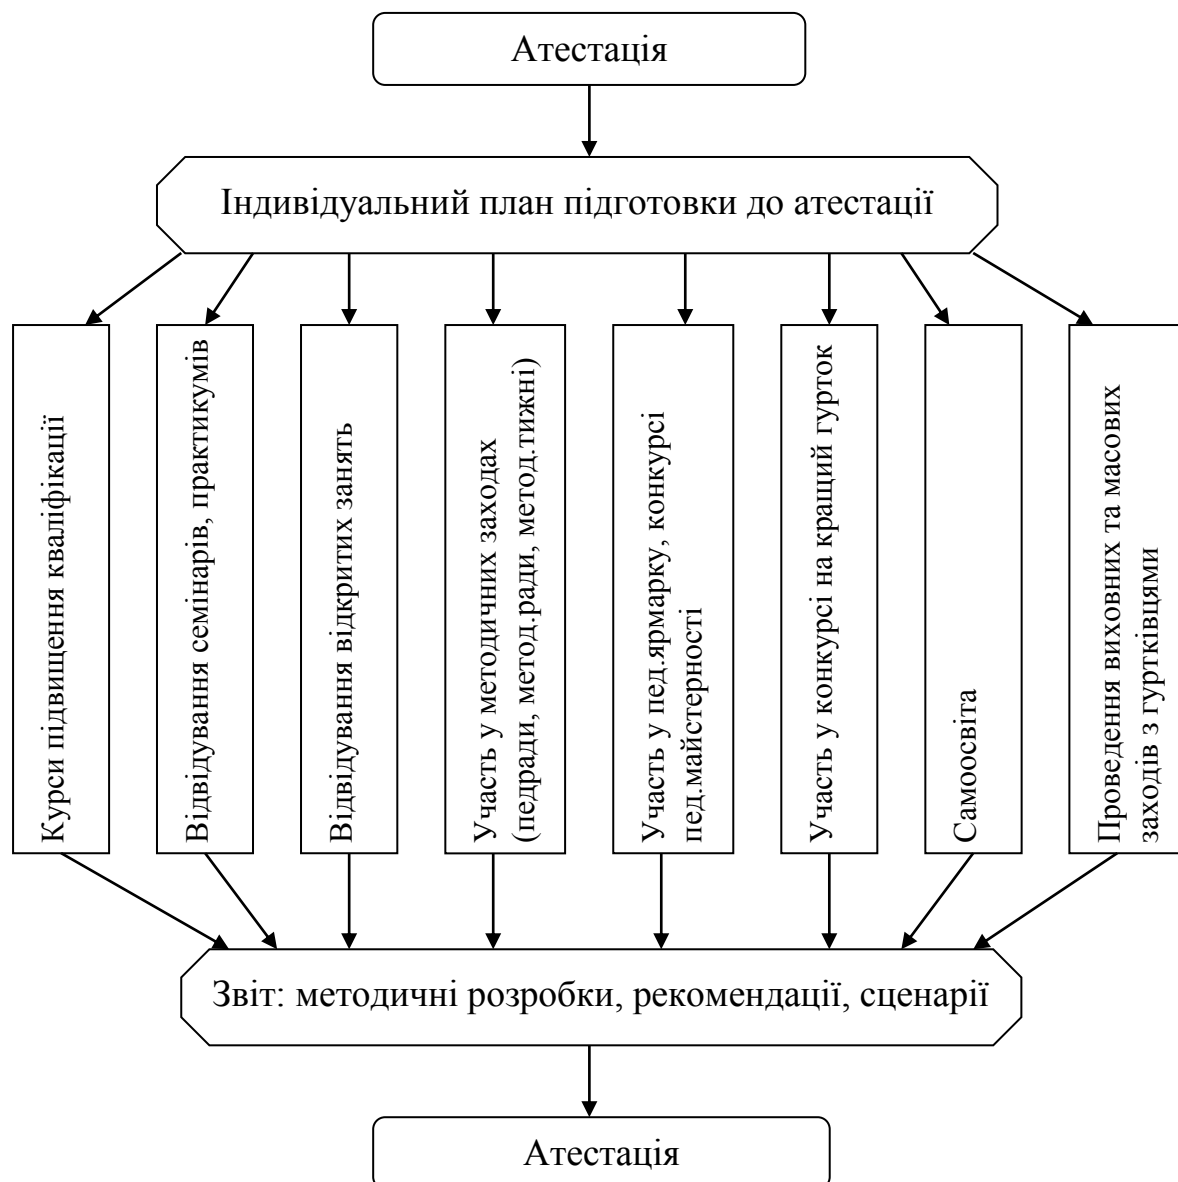 Атестація
Індивідуальний план підготовки до атестації
Курси підвищення кваліфікації
Відвідування семінарів, практикумів
Відвідування відкритих занять
Участь у методичних заходах
(педради, метод.ради, метод.тижні)
Участь у пед.ярмарку, конкурсі
пед.майстерності
Участь у конкурсі на кращий гурток
Самоосвіта
Проведення виховних та масових
заходів з гуртківцями
Звіт: методичні розробки, рекомендації, сценарії
Атестація